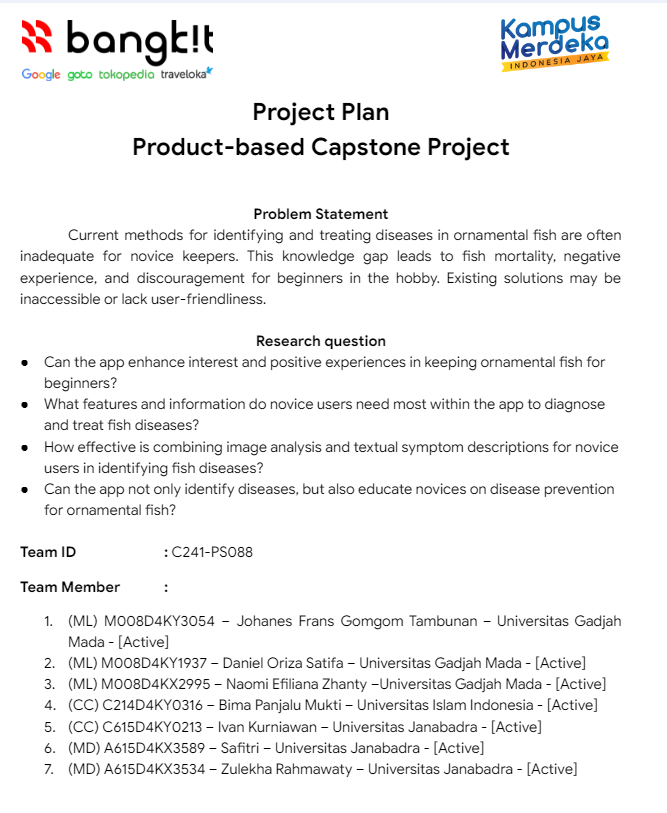 bangk!t
Google goto tokopedia traveloka
Kampus
Merdeka
INDONESIA JAYA
Project Plan
Product-based Capstone Project
Problem Statement
Current methods for identifying and treating diseases in ornamental fish are often
inadequate for novice keepers. This knowledge gap leads to fish mortality, negative
experience, and discouragement for beginners in the hobby. Existing solutions may be
inaccessible or lack user-friendliness.
Research question
● Can the app enhance interest and positive experiences in keeping ornamental fish for
beginners?
● What features and information do novice users need most within the app to diagnose
and treat fish diseases?
● How effective is combining image analysis and textual symptom descriptions for novice
users in identifying fish diseases?
● Can the app not only identify diseases, but also educate novices on disease prevention
for ornamental fish?
Team ID : C241-PS088
Team Member :
1. (ML) M008D4KY3054 – Johanes Frans Gomgom Tambunan – Universitas Gadjah
Mada - [Active]
2. (ML) M008D4KY1937 – Daniel Oriza Satifa – Universitas Gadjah Mada - [Active]
3. (ML) M008D4KX2995 – Naomi Efiliana Zhanty –Universitas Gadjah Mada - [Active]
4. (CC) C214D4KY0316 – Bima Panjalu Mukti – Universitas Islam Indonesia - [Active]
5. (CC) C615D4KY0213 – Ivan Kurniawan – Universitas Janabadra - [Active]
6. (MD) A615D4KX3589 – Safitri – Universitas Janabadra - [Active]
7. (MD) A615D4KX3534 – Zulekha Rahmawaty – Universitas Janabadra - [Active]